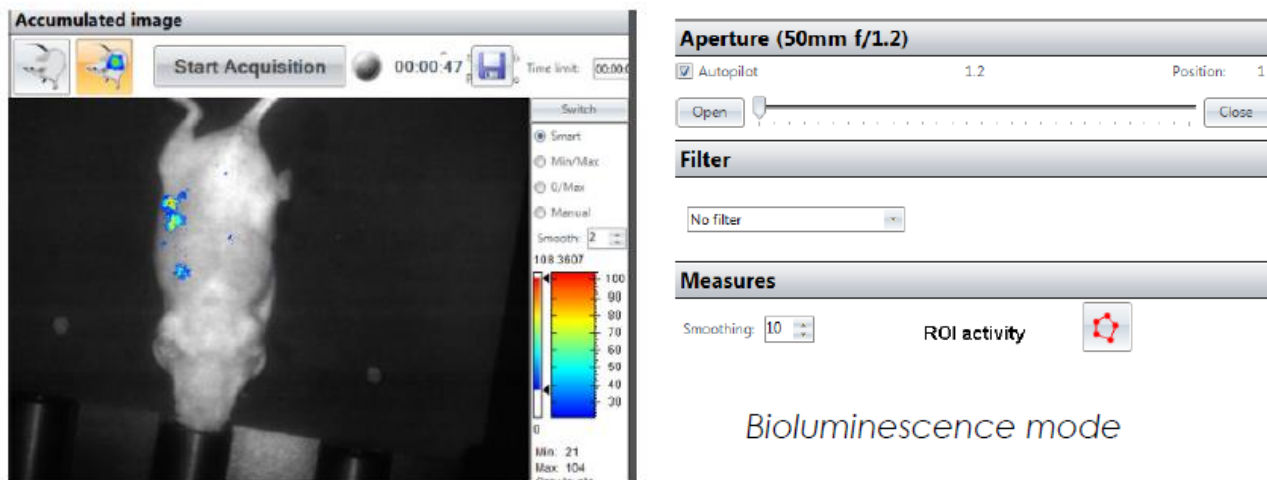 Accumulated image
Start Acquisition
00:00:47
Time limit:
Switch
Smart
Min/Max
0/Max
Manual
Smooth: 2
108.3607
100
90
80
70
60
50
40
30
0
Min: 21
Max: 104
Aperture (50mm f/1.2)
Autopilot 1.2 Position: 1
Open Close
Filter
No filter
Measures
Smoothing: 10 ROI activity
Bioluminescence mode